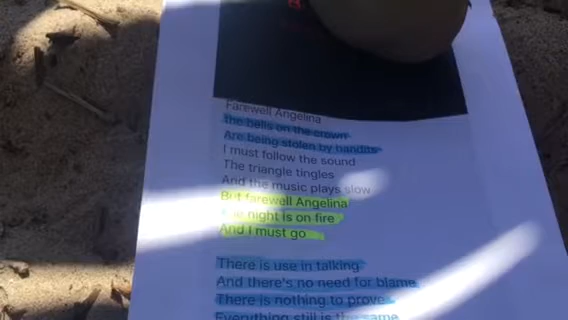 Farewell Angelina
the bells on the crown
Are being stolen by bandits
I must follow the sound
The triangle tingles
And the music plays slow
But farewell Angelina
night is on fire
And I must go
There is use in talking
And there's no need for blame
There is nothing to prove
Everything still is the same